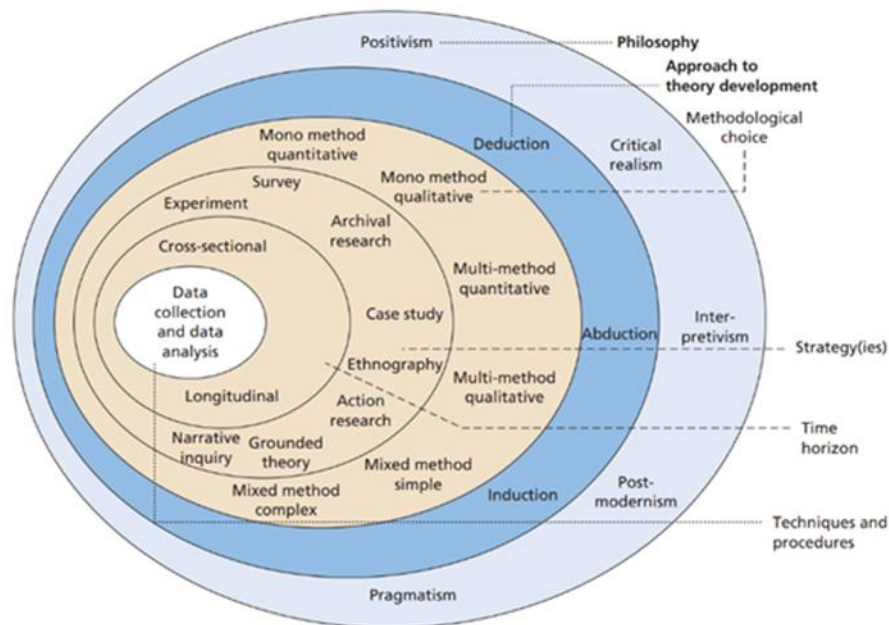 Positivism
Philosophy
Approach to
theory development
Methodological
choice
Mono method
quantitative
Deduction
Critical
realism
Survey
Mono method
qualitative
Experiment
Archival
research
Cross-sectional
Multi-method
quantitative
Data
collection
and data
analysis
Case study
Abduction
Inter-
pretivism
Strategy(ies)
Ethnography
Multi-method
qualitative
Longitudinal
Action
research
Time
horizon
Narrative
inquiry
Grounded
theory
Mixed method
simple
Mixed method
complex
Induction
Post-
modernism
Techniques and
procedures
Pragmatism